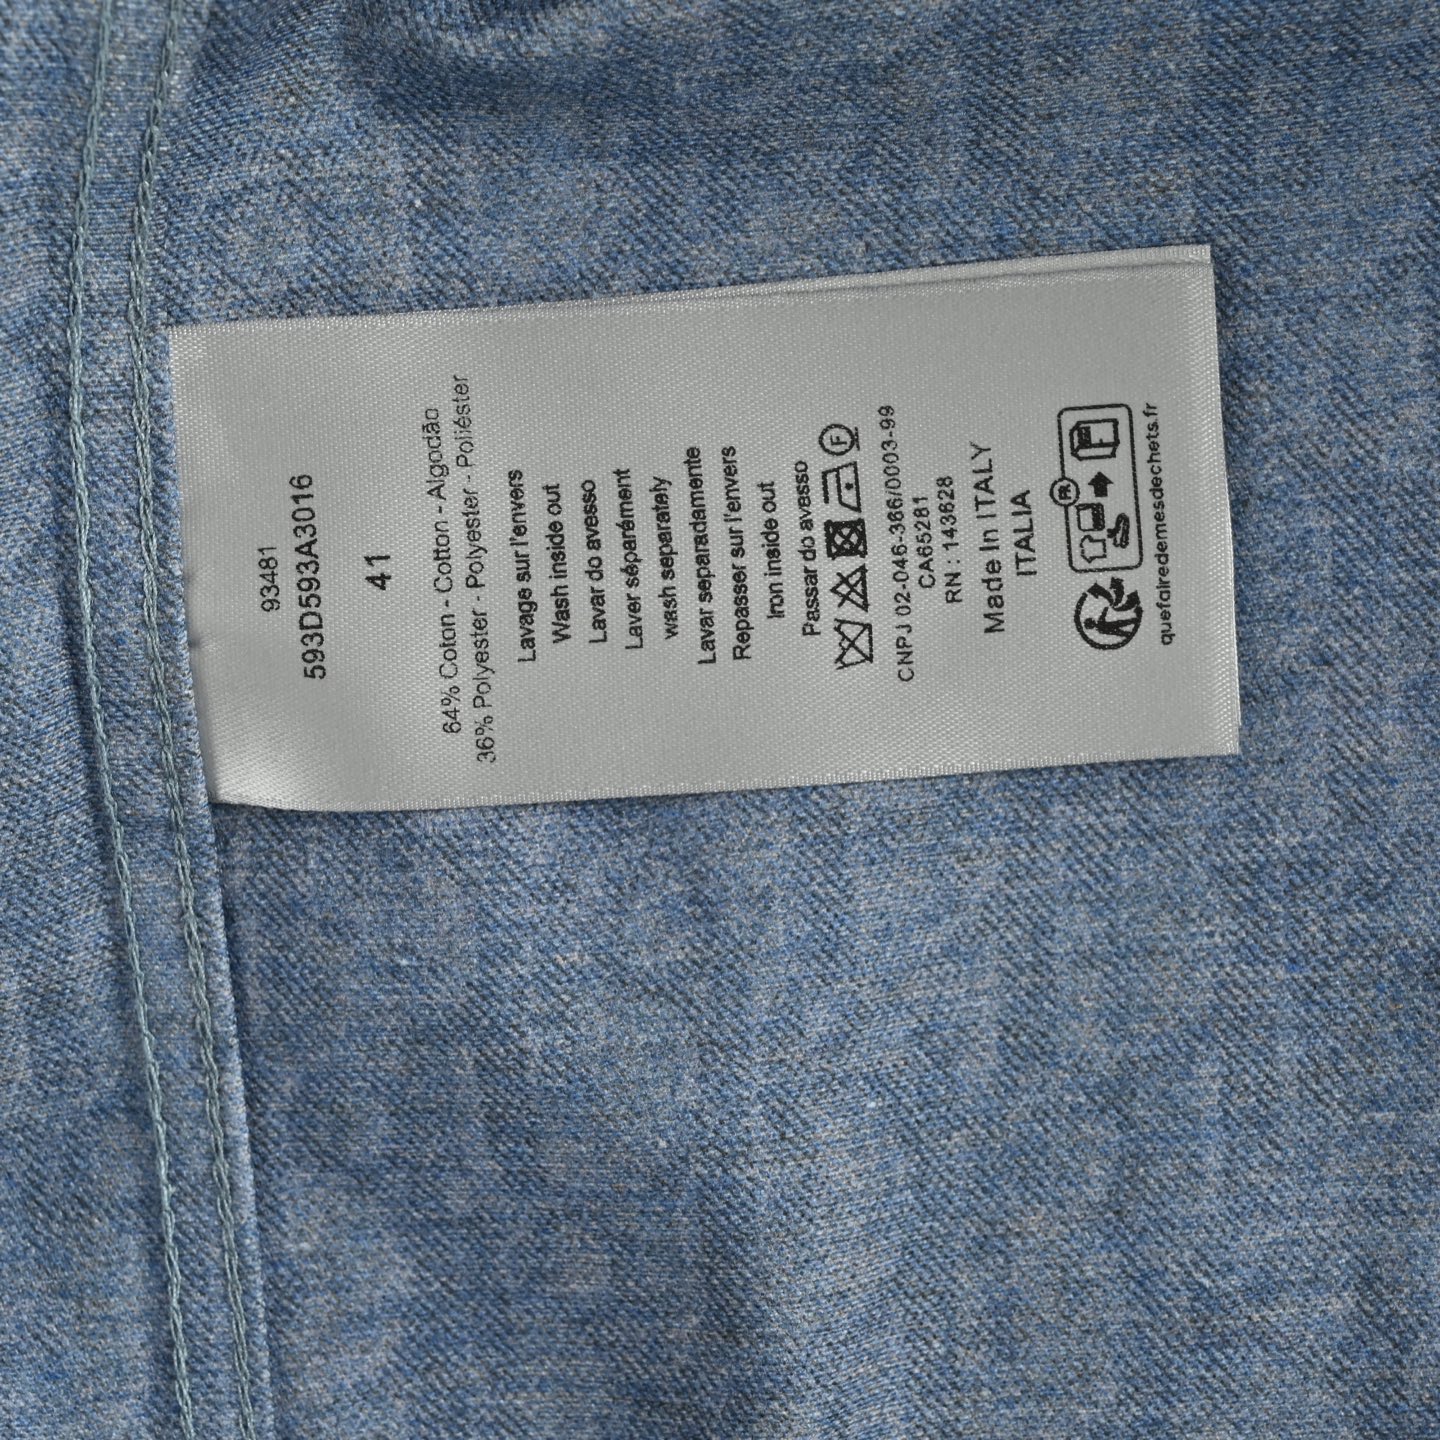 93481
593D593A3016
41
64% Coton - Cotton - Algodão
36% Polyester - Polyester - Poliéster
Lavage sur l'envers
Wash inside out
Lavar do avesso
Laver séparément
wash separately
Lavar separadamente
Repasser sur l'envers
Iron inside out
Passar do avesso
F
CNPJ 02-046-366/0003-99
CA65281
RN : 143628
Made In ITALY
ITALIA
FR
quefairedemesdechets.fr